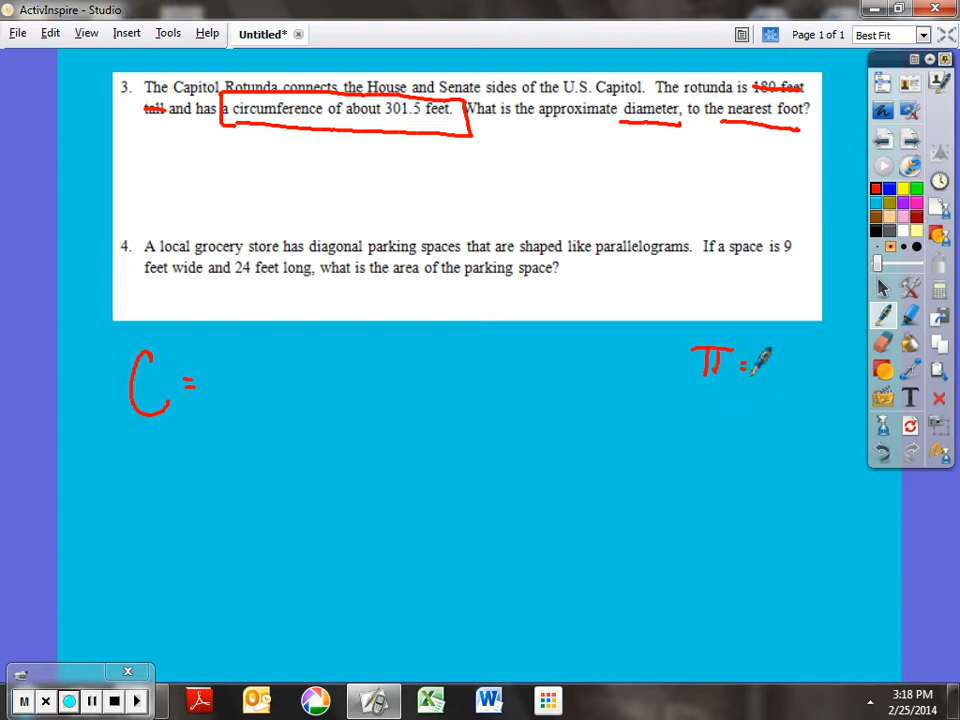 ActivInspire - Studio
File Edit View Insert Tools Help Untitled* Page 1 of 1 Best Fit
3. The Capitol Rotunda connects the House and Senate sides of the U.S. Capitol. The rotunda is 180 feet
tall and has a circumference of about 301.5 feet. What is the approximate diameter, to the nearest foot?
4. A local grocery store has diagonal parking spaces that are shaped like parallelograms. If a space is 9
feet wide and 24 feet long, what is the area of the parking space?
C = π =
M
3:18 PM
2/25/2014